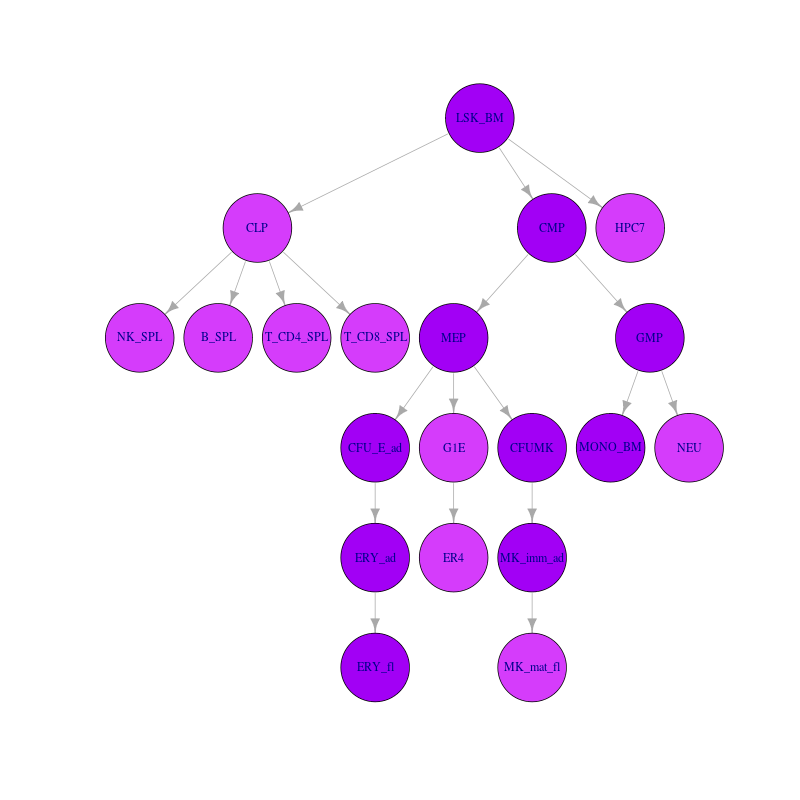 LSK_BM
CLP
CMP
HPC7
NK_SPL
B_SPL
T_CD4_SPL
T_CD8_SPL
MEP
GMP
CFU_E_ad
G1E
CFUMK
MONO_BM
NEU
ERY_ad
ER4
MK_imm_ad
ERY_fl
MK_mat_fl